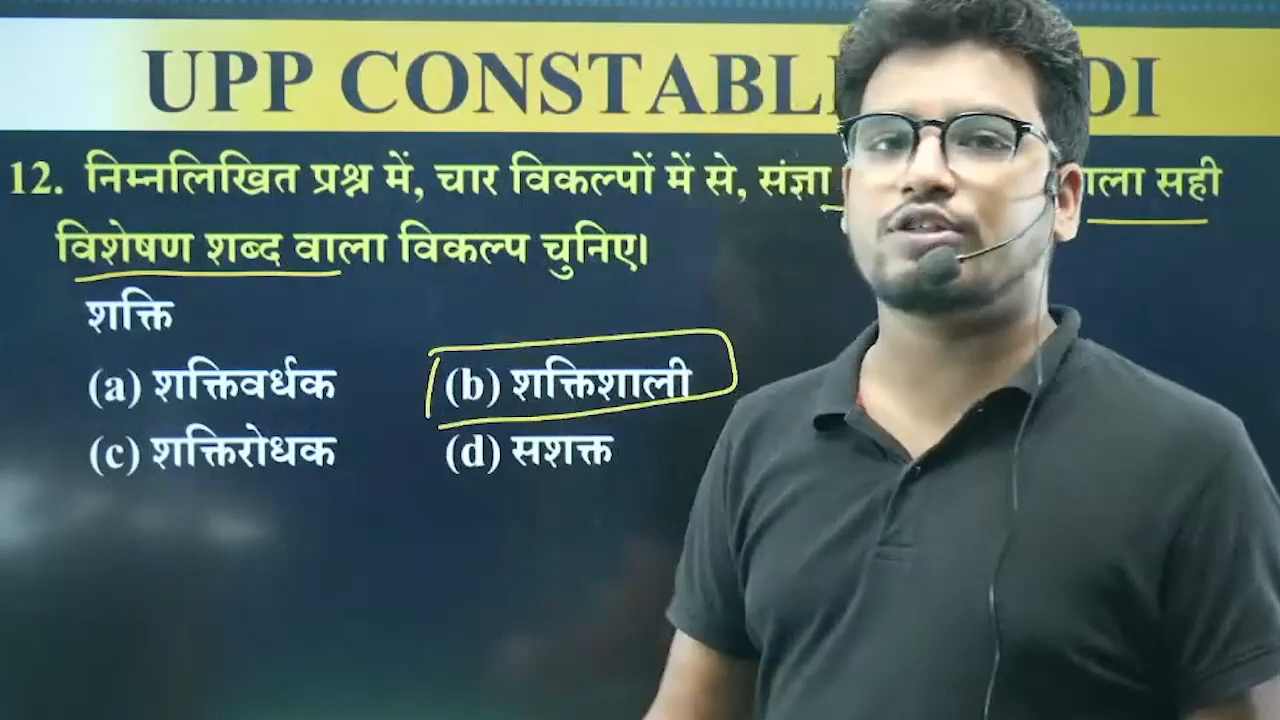 UPP CONSTABL DI
12. निम्नलिखित प्रश्न में, चार विकल्पों में से, संज्ञा सही
विशेषण शब्द वाला विकल्प चुनिए।
शक्ति
(a) शक्तिवर्धक (b) शक्तिशाली
(c) शक्तिरोधक (d) सशक्त